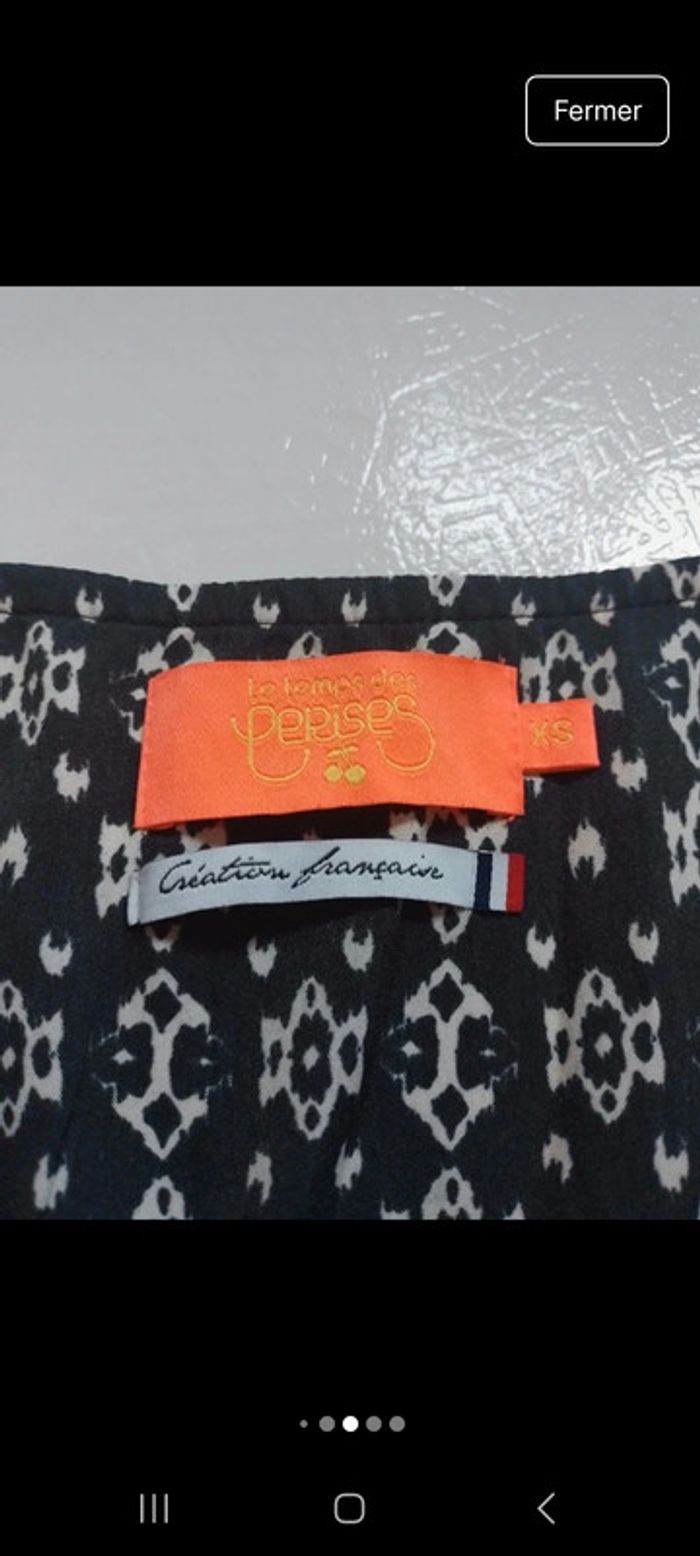 Fermer
Le temps des
Cerises
XS
Création française